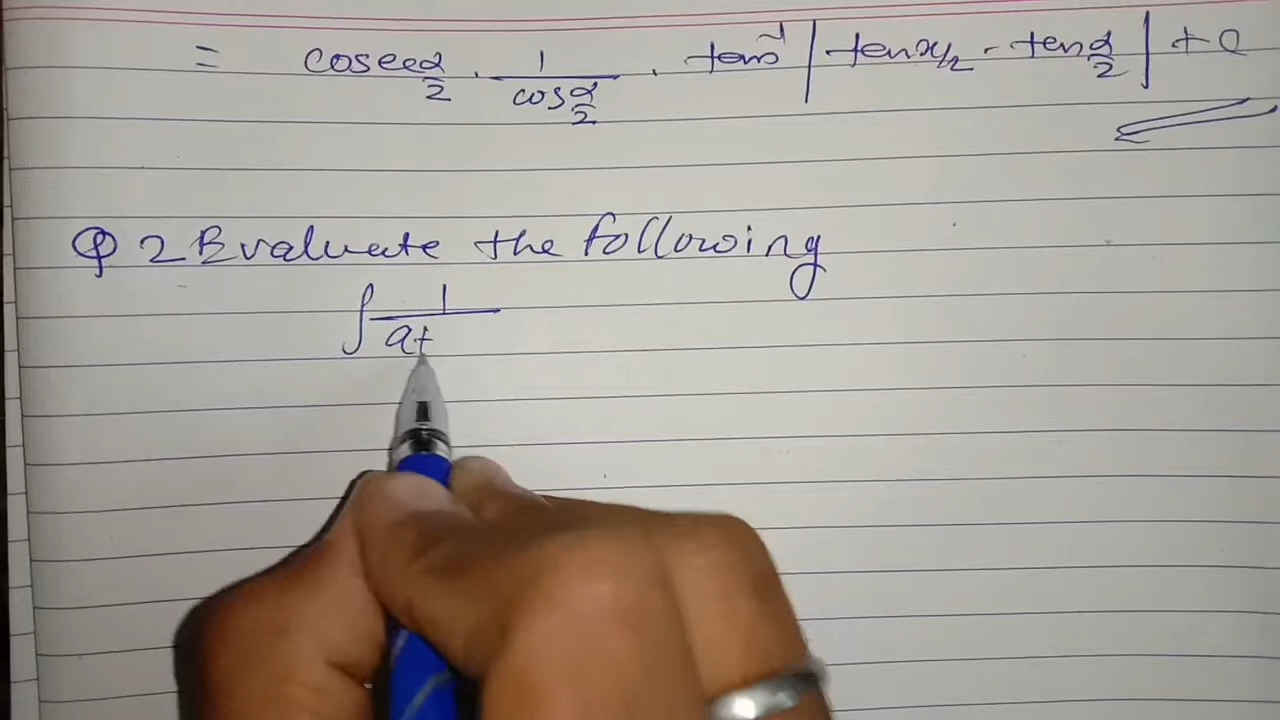 = cosec α/2 . 1/cos α/2 . tan⁻¹ | tan x/2 . tan α/2 | + c
Q 2 Evaluate the following
∫ 1/a+